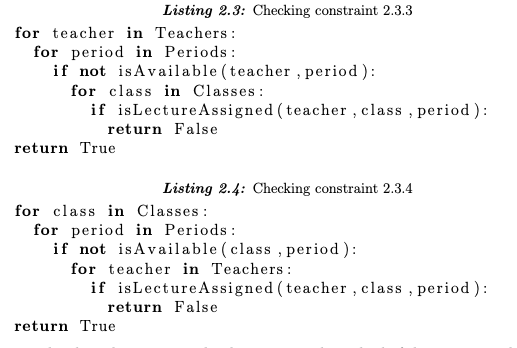 Listing 2.3: Checking constraint 2.3.3
for teacher in Teachers:
for period in Periods:
if not isAvailable(teacher,period):
for class in Classes:
if isLectureAssigned(teacher,class,period):
return False
return True
Listing 2.4: Checking constraint 2.3.4
for class in Classes:
for period in Periods:
if not isAvailable(class,period):
for teacher in Teachers:
if isLectureAssigned(teacher,class,period):
return False
return True